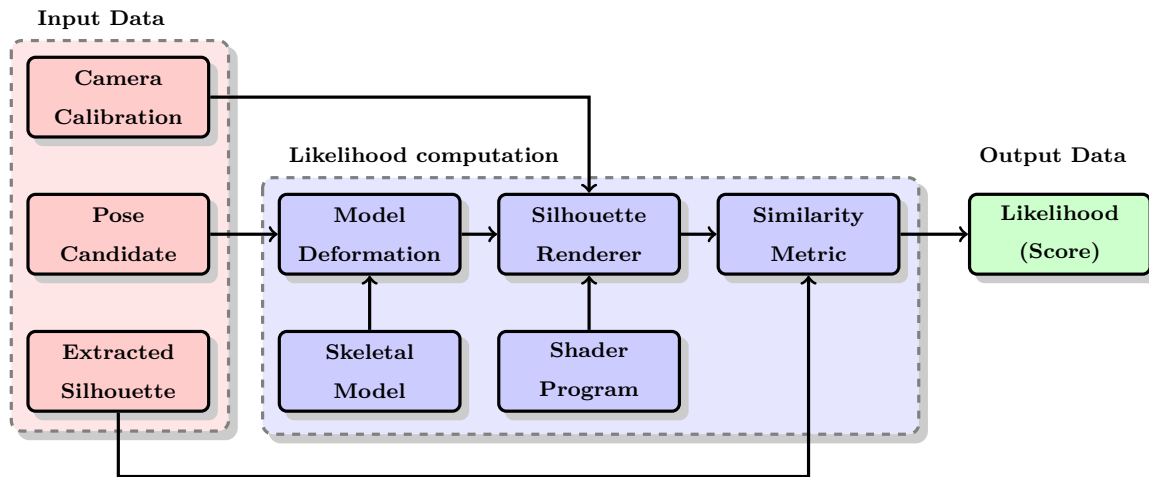 Input Data
Camera
Calibration
Likelihood computation
Output Data
Pose
Candidate
Model
Deformation
Silhouette
Renderer
Similarity
Metric
Likelihood
(Score)
Extracted
Silhouette
Skeletal
Model
Shader
Program